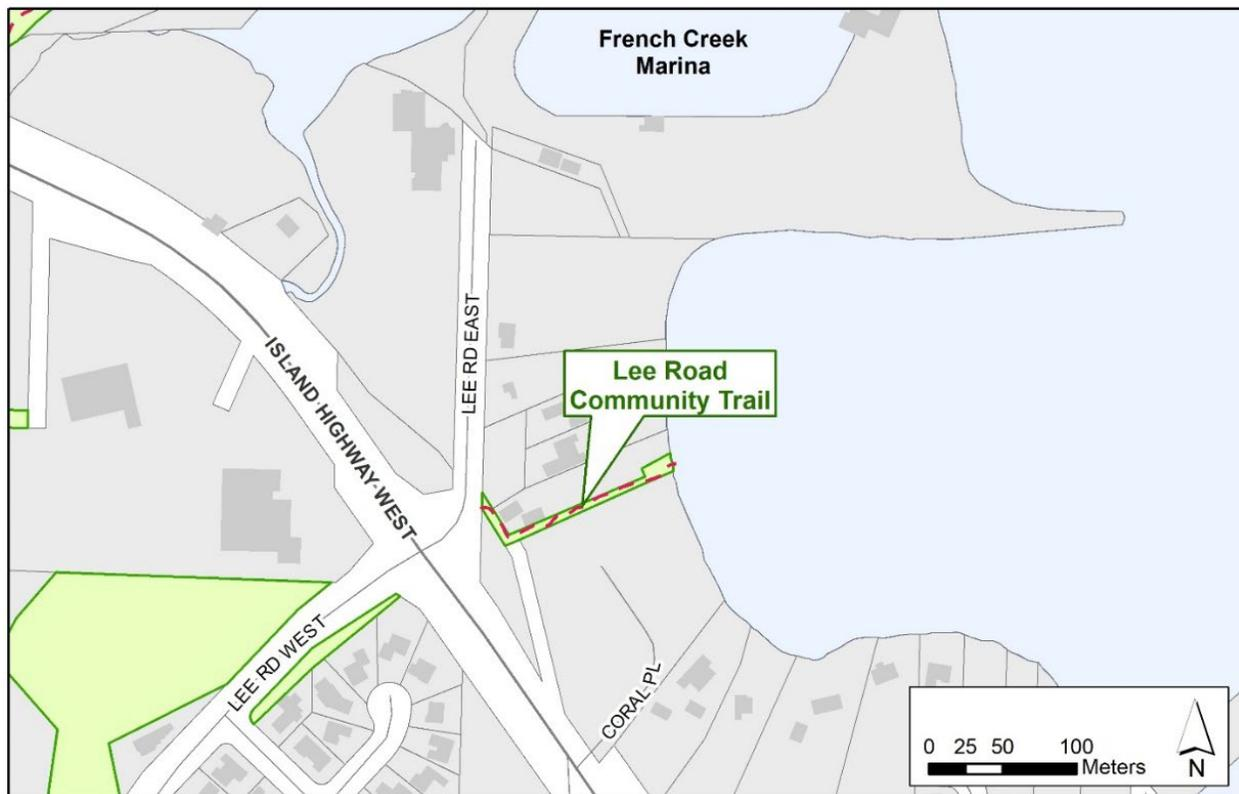 French Creek
Marina
ISLAND HIGHWAY WEST
LEE RD EAST
Lee Road
Community Trail
LEE RD WEST
CORAL PL
0 25 50 100
Meters
N